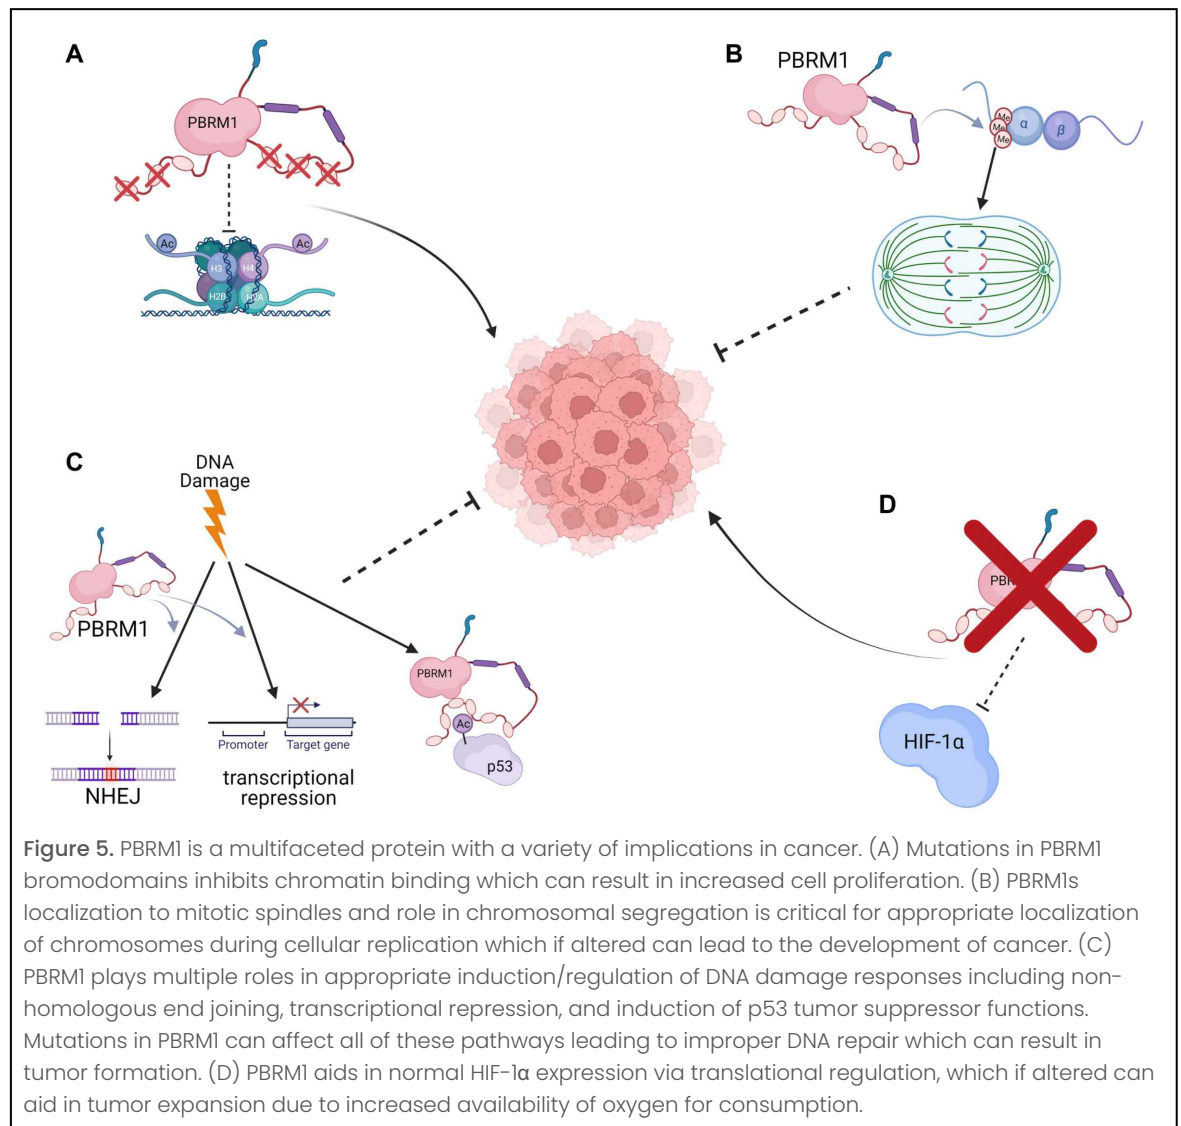 A
PBRM1
Ac
Ac
H3
H4
H2B
H2A
B
PBRM1
Me
Me
Me
α
β
C
DNA
Damage
PBRM1
NHEJ
Promoter
Target gene
transcriptional
repression
PBRM1
Ac
p53
D
HIF-1α
Figure 5. PBRM1 is a multifaceted protein with a variety of implications in cancer. (A) Mutations in PBRM1
bromodomains inhibits chromatin binding which can result in increased cell proliferation. (B) PBRM1s
localization to mitotic spindles and role in chromosomal segregation is critical for appropriate localization
of chromosomes during cellular replication which if altered can lead to the development of cancer. (C)
PBRM1 plays multiple roles in appropriate induction/regulation of DNA damage responses including non-
homologous end joining, transcriptional repression, and induction of p53 tumor suppressor functions.
Mutations in PBRM1 can affect all of these pathways leading to improper DNA repair which can result in
tumor formation. (D) PBRM1 aids in normal HIF-1α expression via translational regulation, which if altered can
aid in tumor expansion due to increased availability of oxygen for consumption.